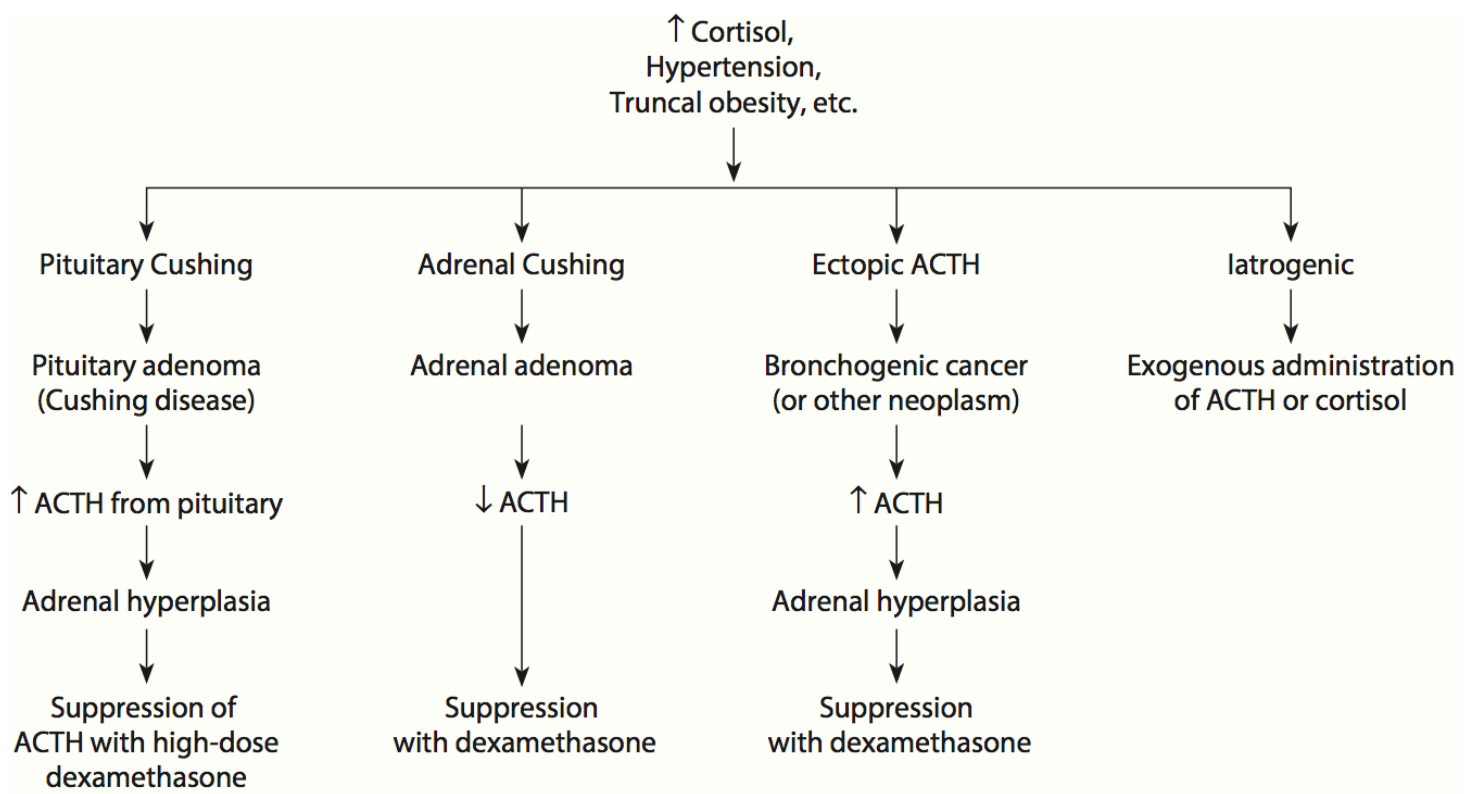 ↑ Cortisol,
Hypertension,
Truncal obesity, etc.
Pituitary Cushing
Adrenal Cushing
Ectopic ACTH
Iatrogenic
Pituitary adenoma
(Cushing disease)
Adrenal adenoma
Bronchogenic cancer
(or other neoplasm)
Exogenous administration
of ACTH or cortisol
↑ ACTH from pituitary
↓ ACTH
↑ ACTH
Adrenal hyperplasia
Adrenal hyperplasia
Suppression of
ACTH with high-dose
dexamethasone
Suppression
with dexamethasone
Suppression
with dexamethasone